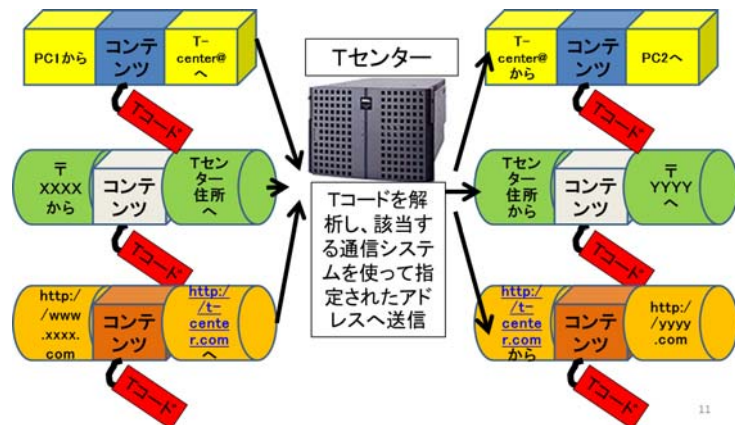 PC1から
コンテ
ンツ
T-
center@
へ
Tコード
Tセンター
T-
center@
から
コンテ
ンツ
PC2へ
Tコード
〒
XXXX
から
コンテ
ンツ
Tセン
ター
住所
へ
Tコード
Tコードを解
析し、該当す
る通信システ
ムを使って指
定されたアド
レスへ送信
Tセン
ター
住所
から
コンテ
ンツ
〒
YYYY
へ
Tコード
http:/
/www
.xxxx.
com
コンテ
ンツ
http:/
/t-
cente
r.com
へ
Tコード
http:/
/t-
cente
r.com
から
コンテ
ンツ
http:/
/yyyy
.com
Tコード
11